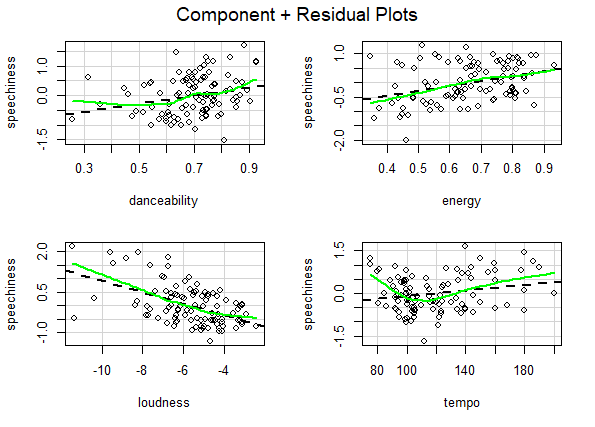 Component + Residual Plots
speechiness
-1.5 0.0 1.0
0.3 0.5 0.7 0.9
danceability
speechiness
-2.0 -0.5 1.0
0.4 0.5 0.6 0.7 0.8 0.9
energy
speechiness
-1.0 0.5 2.0
-10 -8 -6 -4
loudness
speechiness
-1.5 0.0 1.5
80 100 140 180
tempo